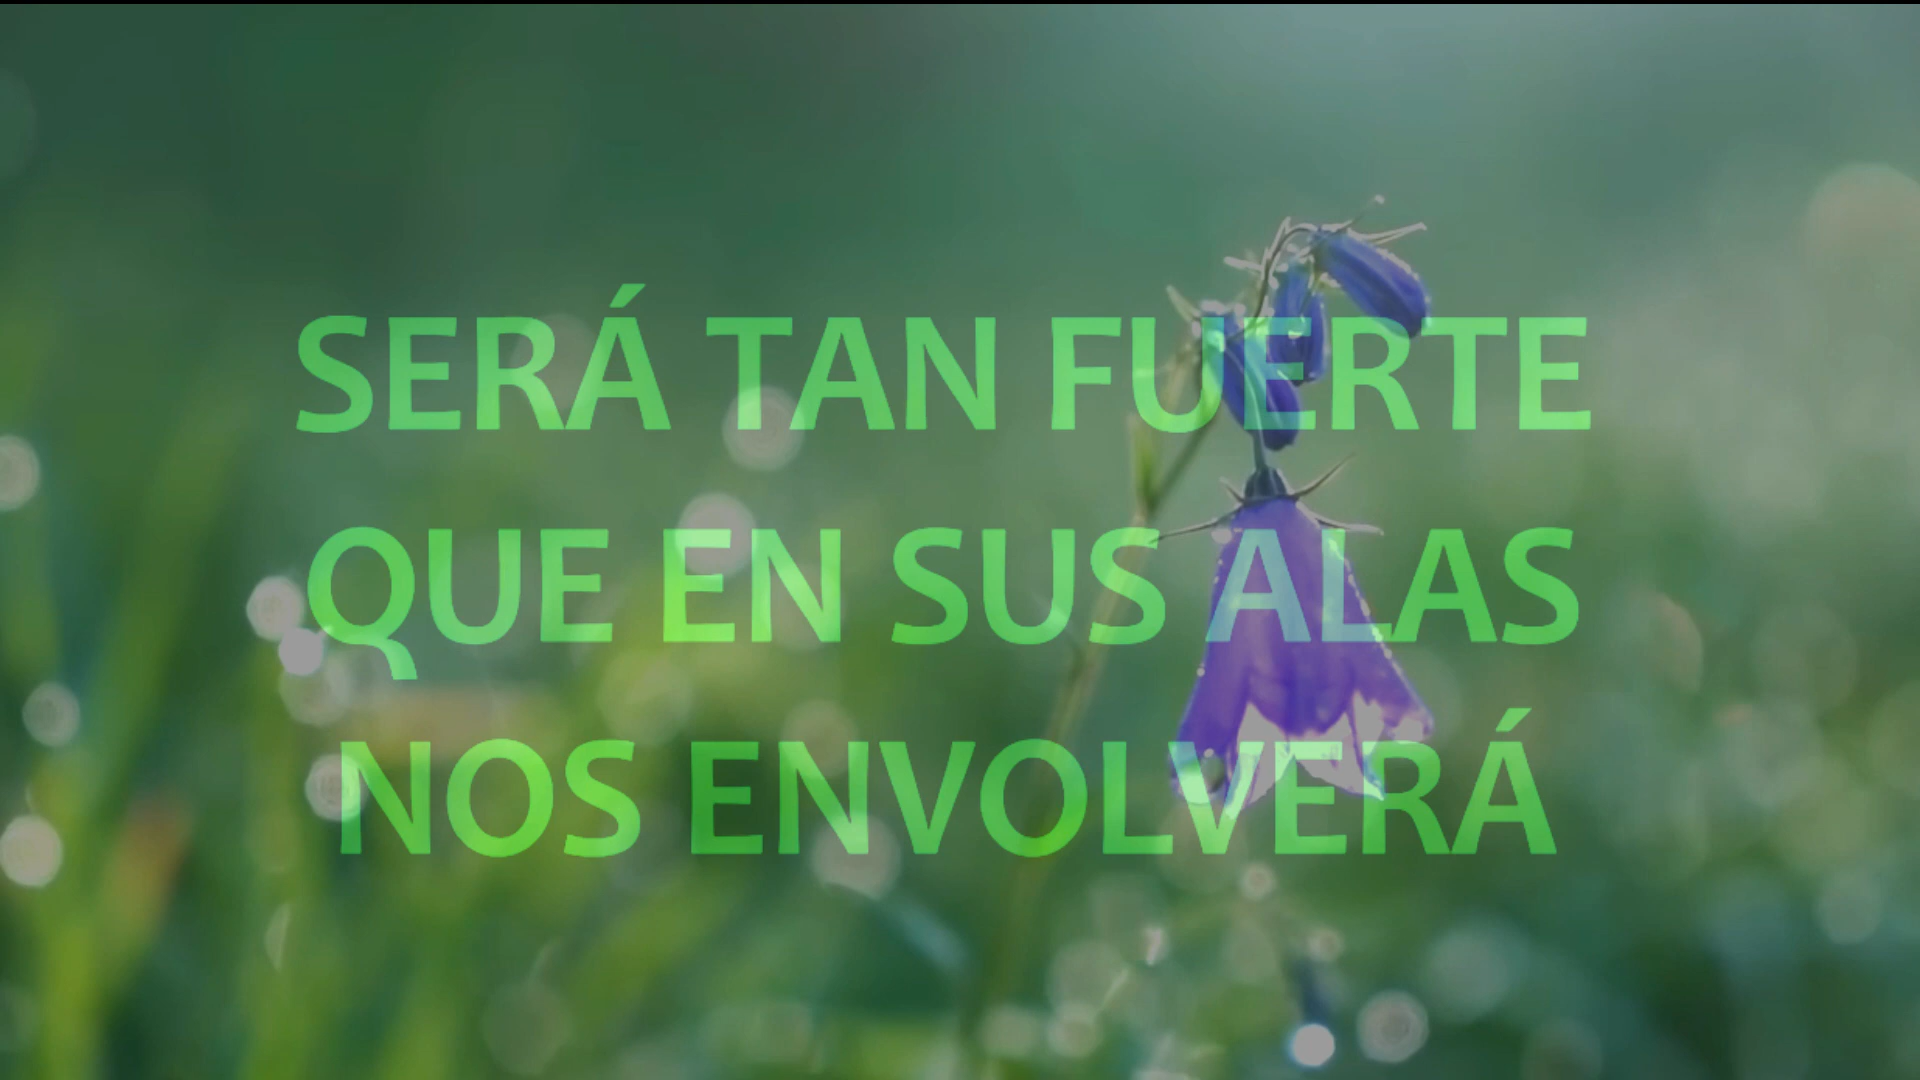 SERÁ TAN FUERTE
QUE EN SUS ALAS
NOS ENVOLVERÁ